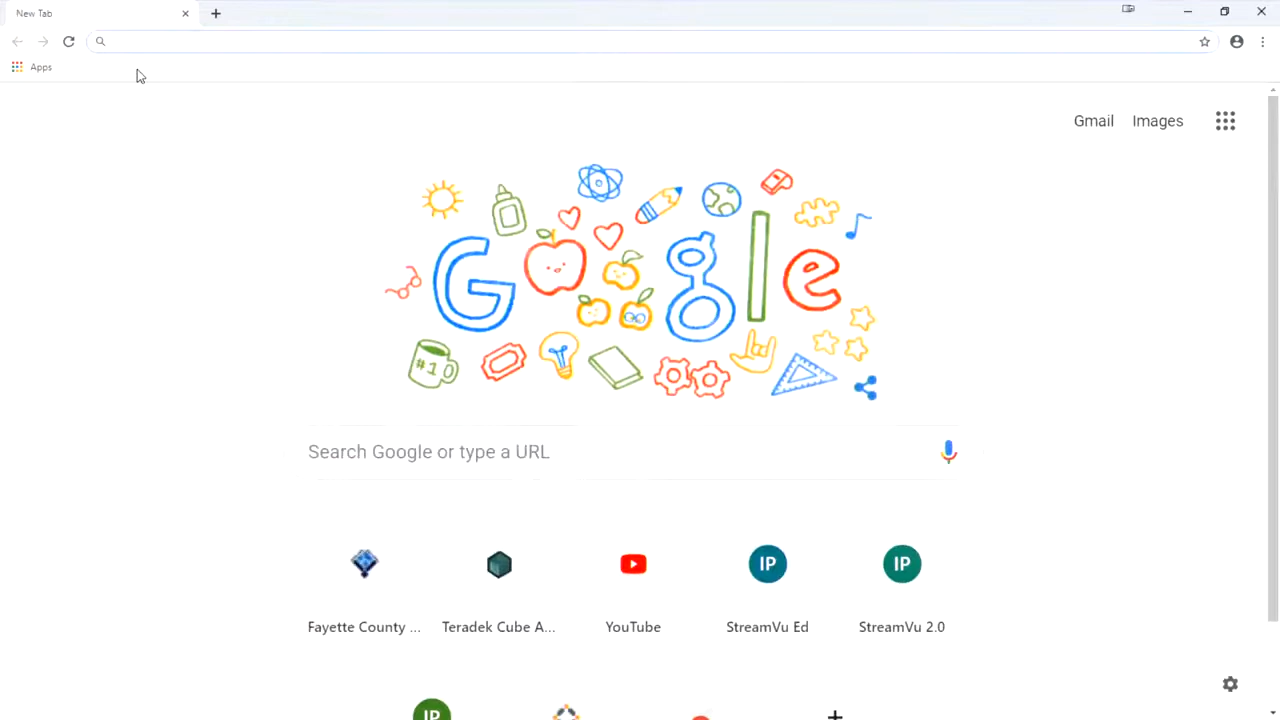 New Tab
Apps
Gmail Images
Google
#1
Search Google or type a URL
IP IP
Fayette County ... Teradek Cube A... YouTube StreamVu Ed StreamVu 2.0
IP